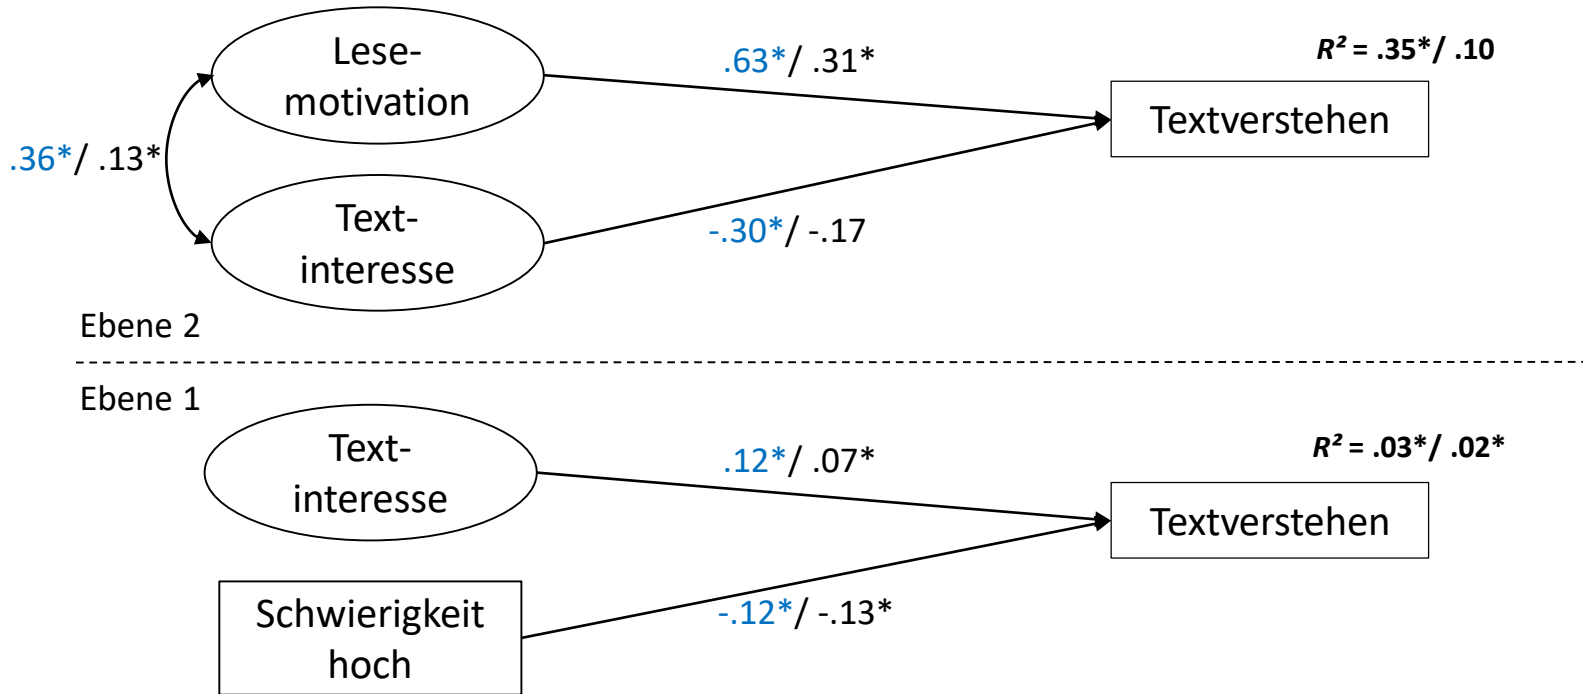 Lese-
motivation
.63*/ .31*
R² = .35*/ .10
Textverstehen
.36*/ .13*
Text-
interesse
-.30*/ -.17
Ebene 2
Ebene 1
Text-
interesse
.12*/ .07*
R² = .03*/ .02*
Textverstehen
Schwierigkeit
hoch
-.12*/ -.13*